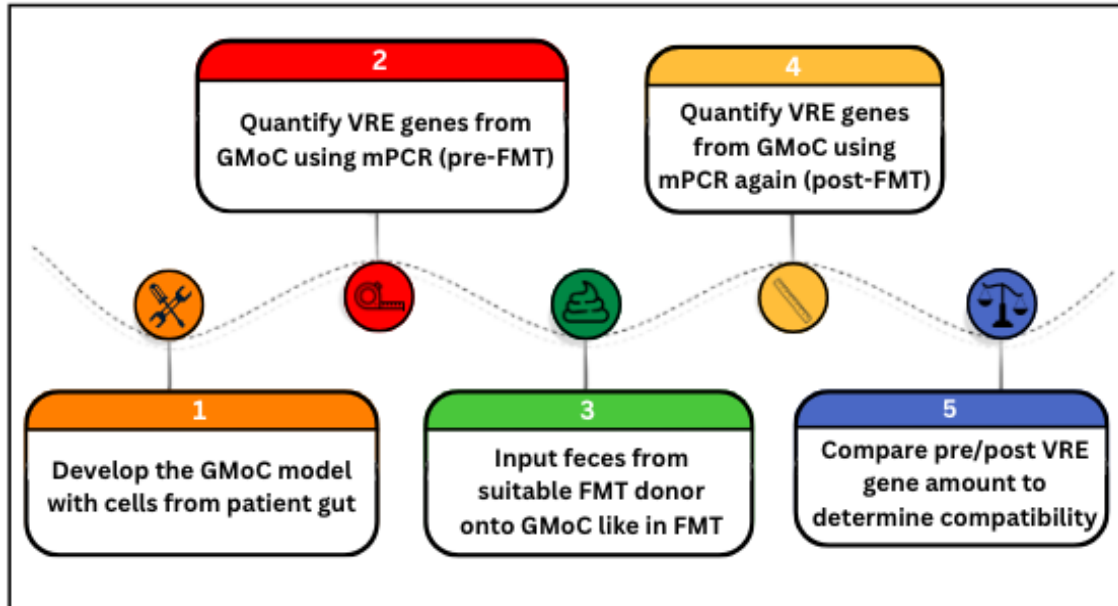 1
Develop the GMoC model
with cells from patient gut
2
Quantify VRE genes from
GMoC using mPCR (pre-FMT)
3
Input feces from
suitable FMT donor
onto GMoC like in FMT
4
Quantify VRE genes
from GMoC using
mPCR again (post-FMT)
5
Compare pre/post VRE
gene amount to
determine compatibility